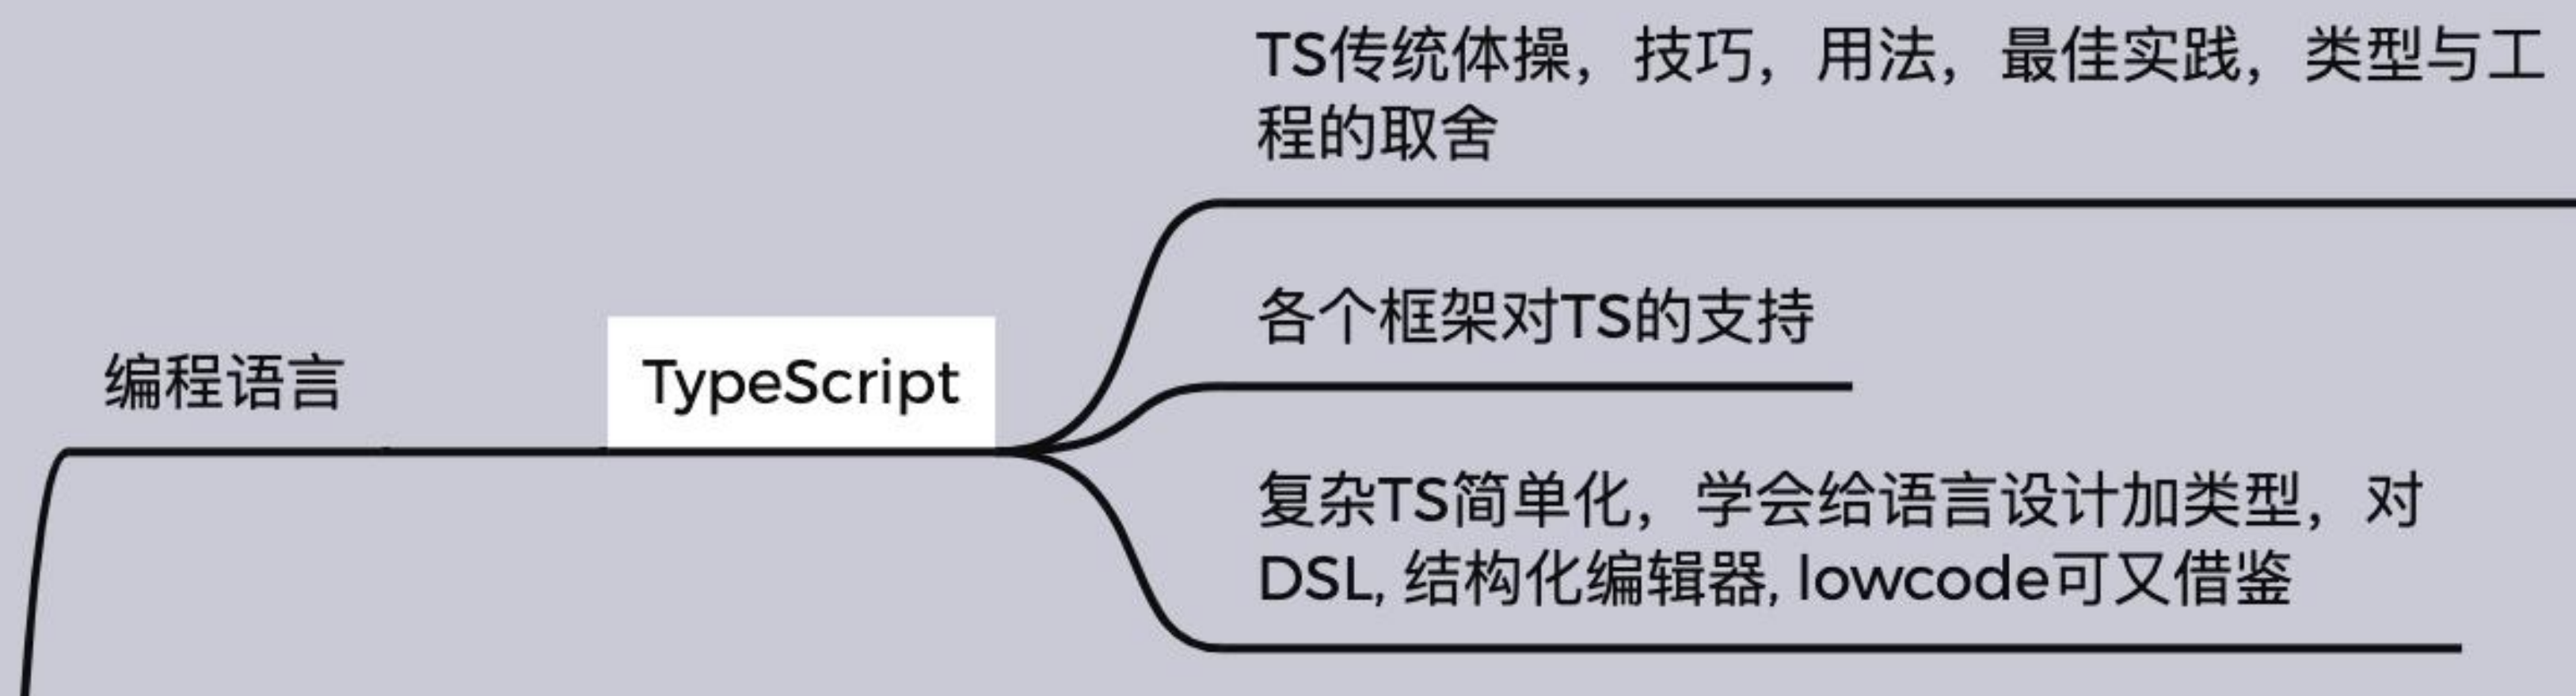 TS传统体操，技巧，用法，最佳实践，类型与工
程的取舍
各个框架对TS的支持
编程语言
TypeScript
复杂TS简单化，学会给语言设计加类型，对
DSL, 结构化编辑器, lowcode可又借鉴